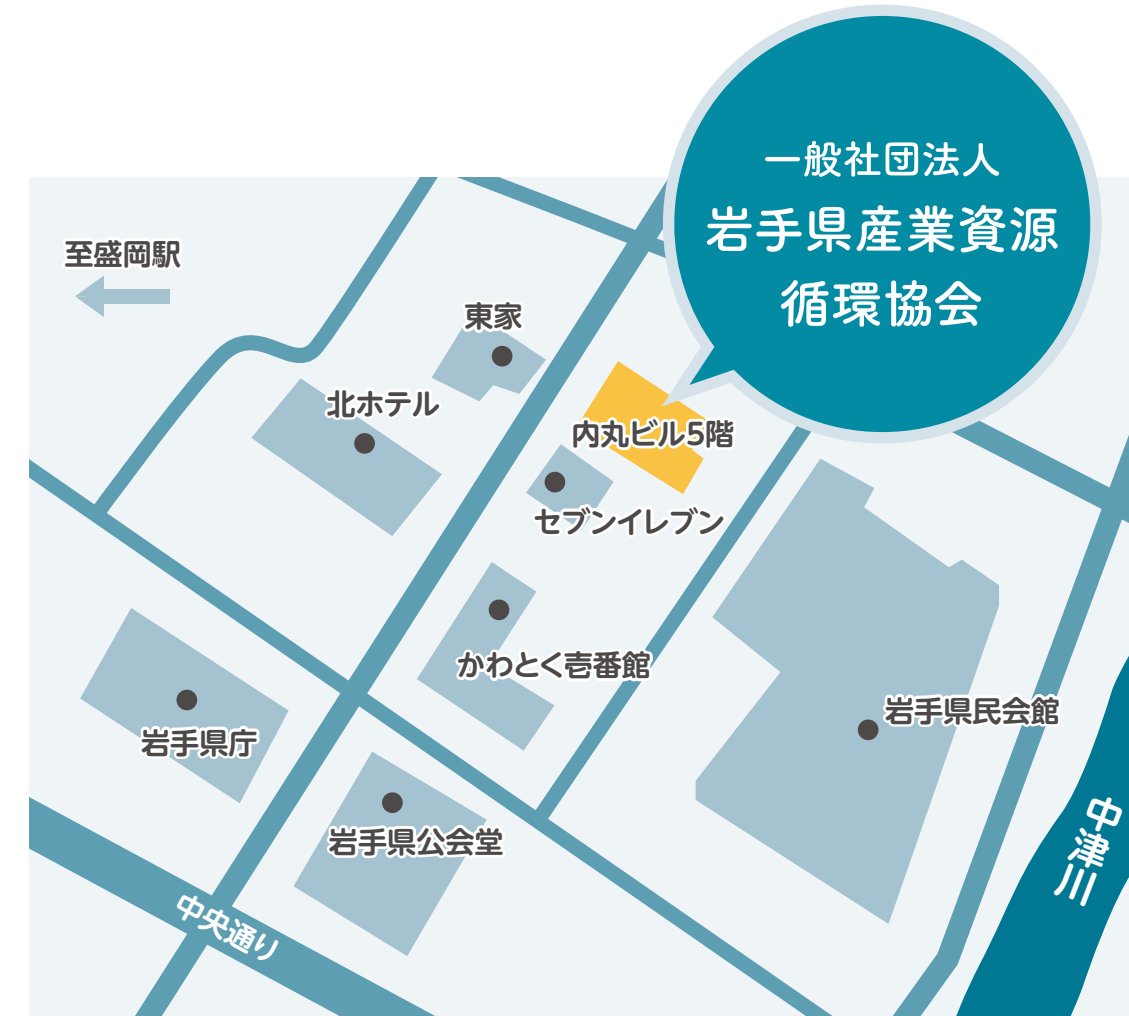 一般社団法人
岩手県産業資源
循環協会
至盛岡駅
東家
北ホテル
内丸ビル5階
セブンイレブン
かわとく壱番館
岩手県民会館
岩手県庁
岩手県公会堂
中津川
中央通り